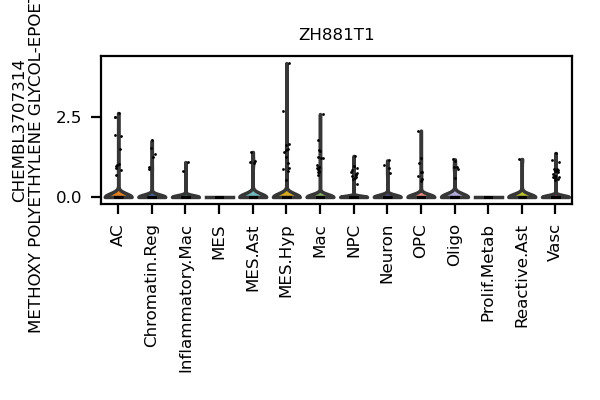 ZH881T1
CHEMBL3707314
METHOXY POLYETHYLENE GLYCOL-EPOET
2.5
0.0
AC
Chromatin.Reg
Inflammatory.Mac
MES
MES.Ast
MES.Hyp
Mac
NPC
Neuron
OPC
Oligo
Prolif.Metab
Reactive.Ast
Vasc